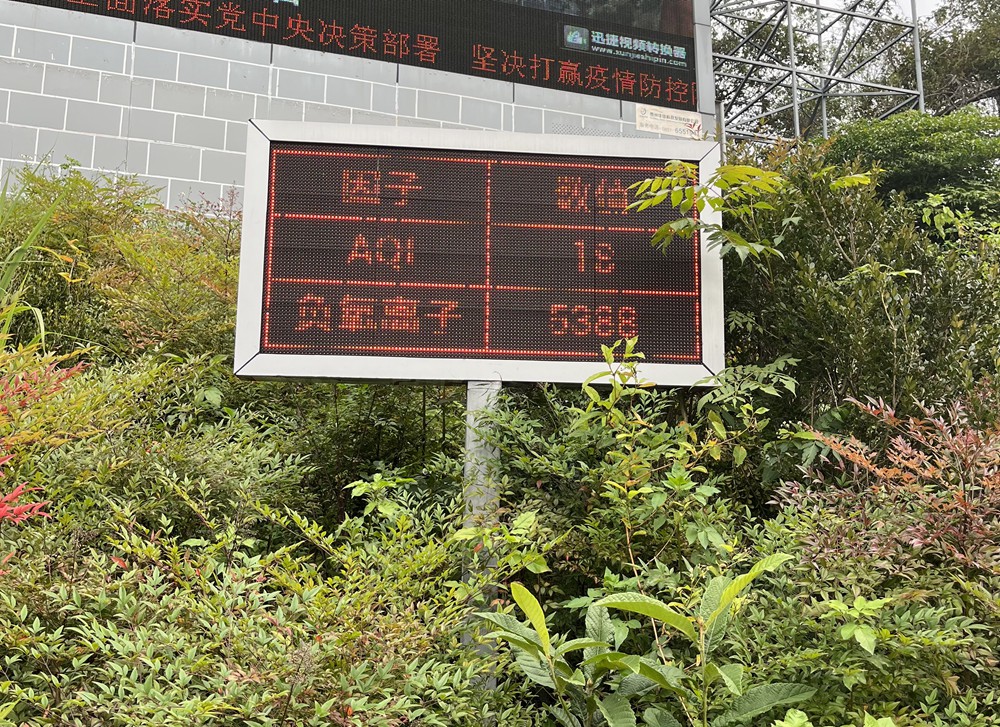 全面落实党中央决策部署 坚决打赢疫情防控
迅捷视频转换器
www.xunjieshipin.com
因子 数值
AQI 18
负氧离子 5388